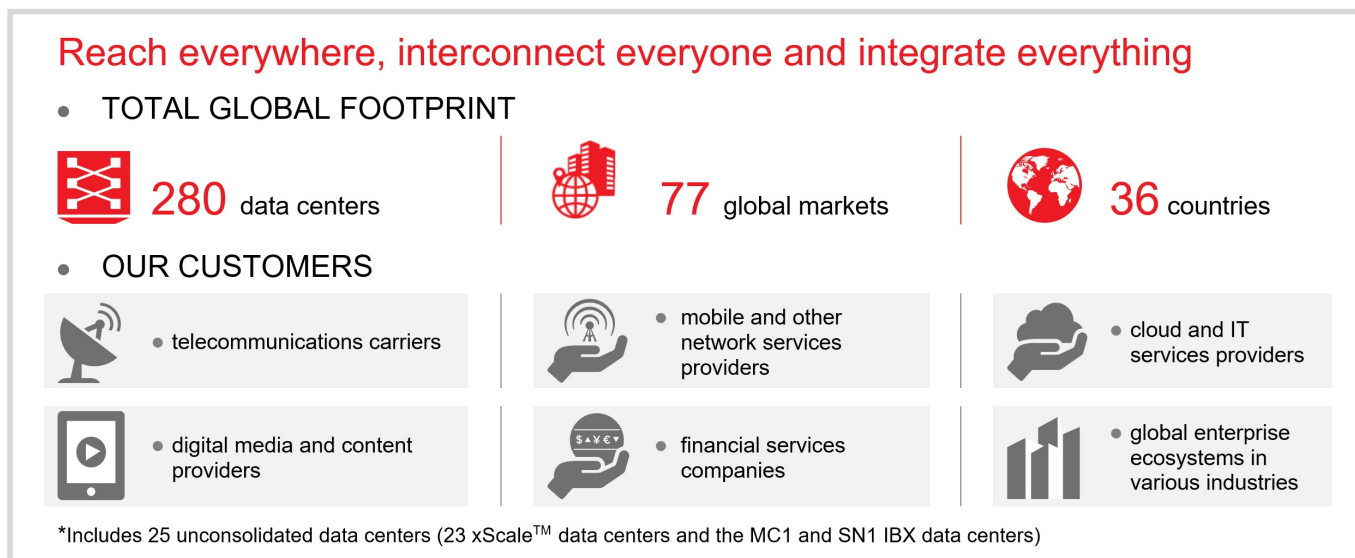 Reach everywhere, interconnect everyone and integrate everything
• TOTAL GLOBAL FOOTPRINT
280 data centers
77 global markets
36 countries
• OUR CUSTOMERS
• telecommunications carriers
• mobile and other
network services
providers
• cloud and IT
services providers
• digital media and content
providers
$▲¥€▼
• financial services
companies
• global enterprise
ecosystems in
various industries
*Includes 25 unconsolidated data centers (23 xScale™ data centers and the MC1 and SN1 IBX data centers)